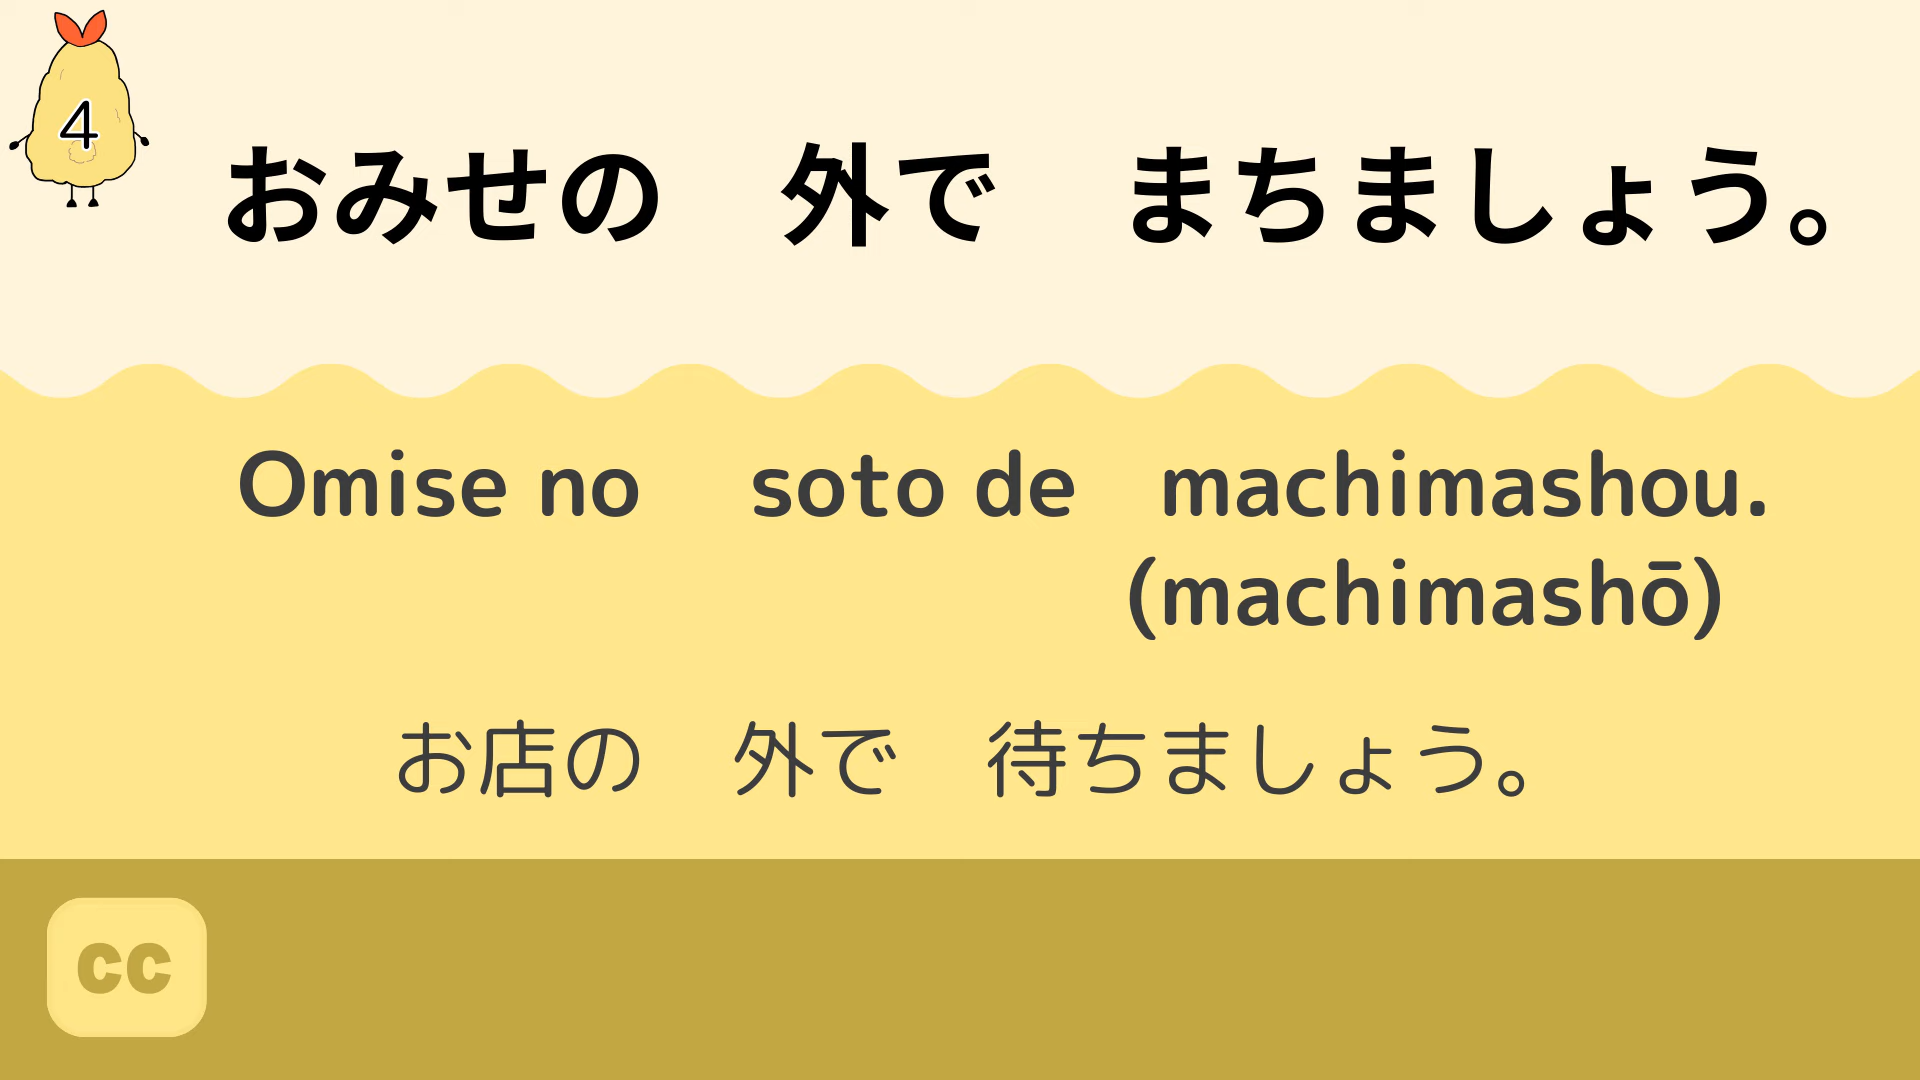 4
おみせの　外で　まちましょう。
Omise no soto de machimashou.
(machimashō)
お店の　外で　待ちましょう。
CC